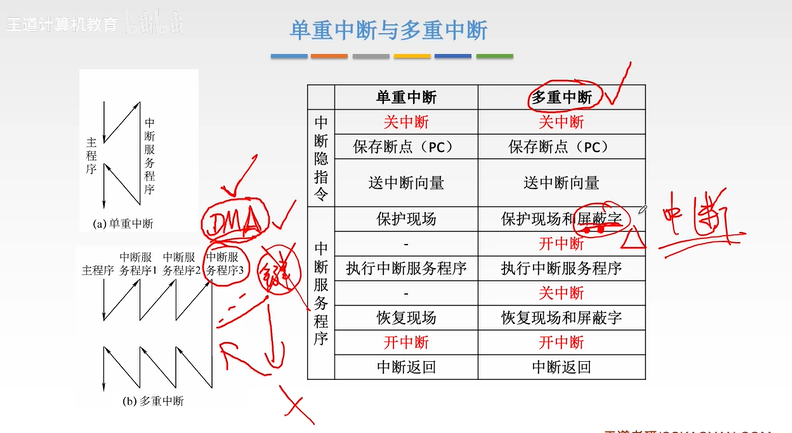 王道计算机教育
单重中断与多重中断
主程序
中断服务程序
(a) 单重中断
主程序 中断服务程序1 中断服务程序2 中断服务程序3
(b) 多重中断
单重中断 多重中断
中断隐指令
关中断 关中断
保存断点（PC） 保存断点（PC）
送中断向量 送中断向量
中断服务程序
保护现场 保护现场和屏蔽字
- 开中断
执行中断服务程序 执行中断服务程序
- 关中断
恢复现场 恢复现场和屏蔽字
开中断 开中断
中断返回 中断返回
DMA
中断